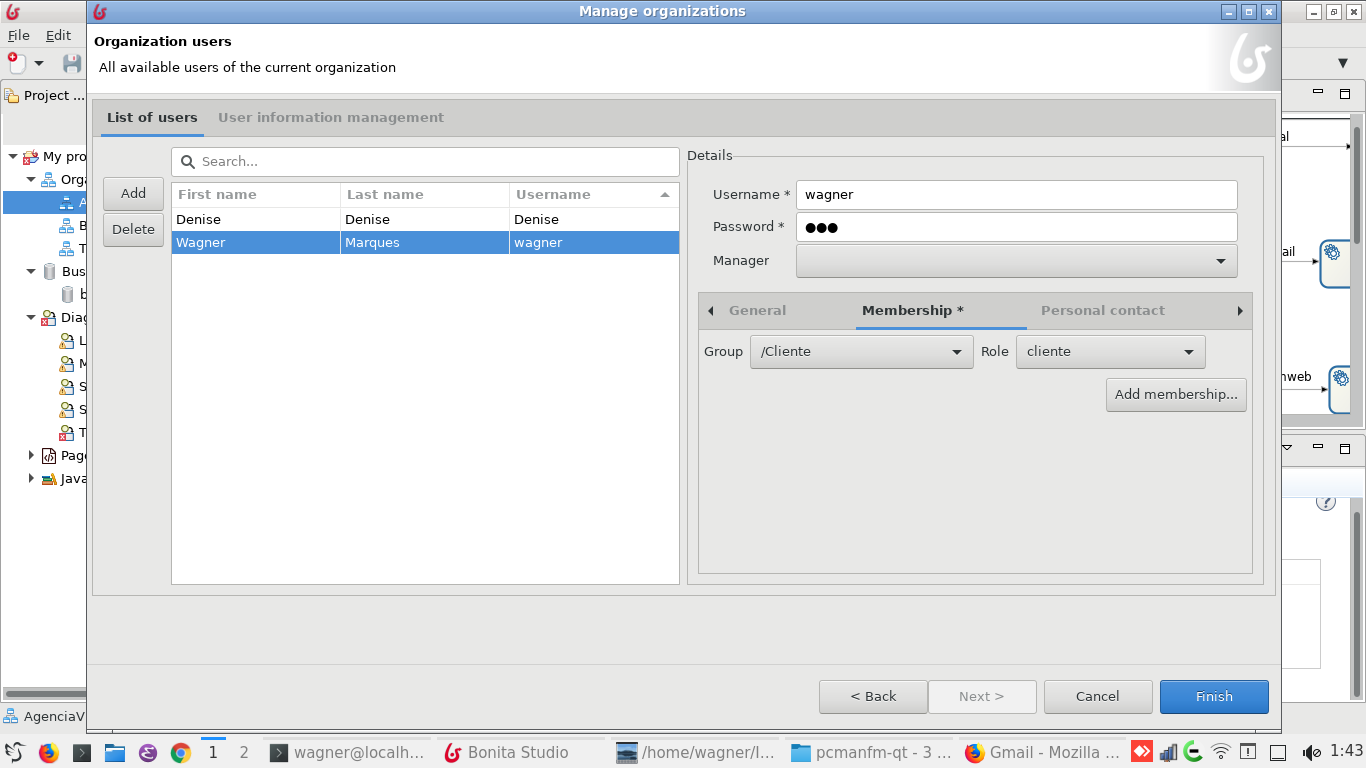 Manage organizations
File Edit
Organization users
All available users of the current organization
Project ...
List of users User information management
My pro
Orga
A
B
T
Bus
b
Diag
L
M
S
S
T
Page
Java
Add
Delete
Search...
First name Last name Username
Denise Denise Denise
Wagner Marques wagner
Details
Username * wagner
Password * ●●●
Manager
General Membership * Personal contact
Group /Cliente Role cliente
Add membership...
al
ail
nweb
?
< Back Next > Cancel Finish
AgenciaV
1 2 wagner@localh... Bonita Studio /home/wagner/I... pcmanfm-qt - 3 ... Gmail - Mozilla ... 1:43